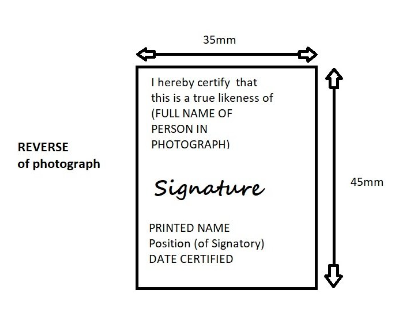 35mm
I hereby certify that
this is a true likeness of
(FULL NAME OF
PERSON IN
PHOTOGRAPH)
REVERSE
of photograph
Signature
45mm
PRINTED NAME
Position (of Signatory)
DATE CERTIFIED